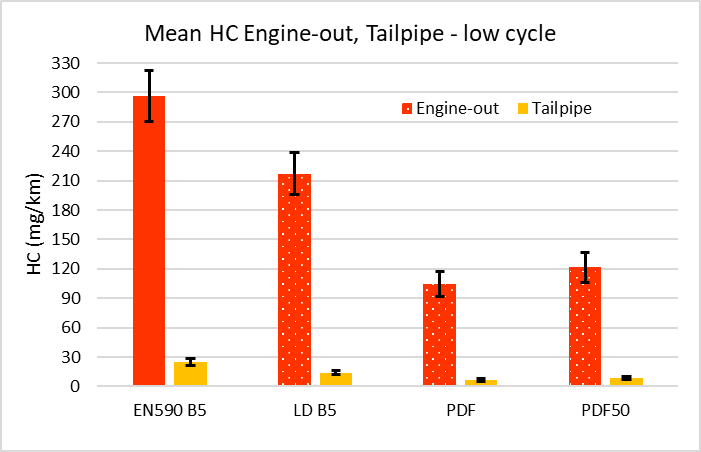 Mean HC Engine-out, Tailpipe - low cycle
HC (mg/km)
330
300
270
240
210
180
150
120
90
60
30
0
Engine-out
Tailpipe
EN590 B5
LD B5
PDF
PDF50